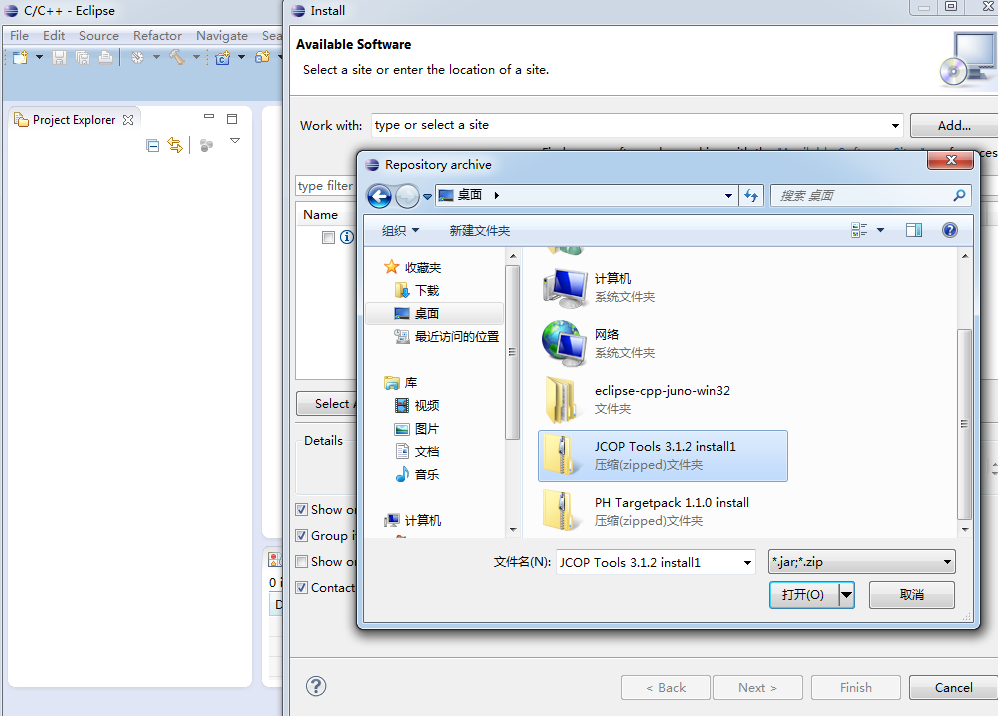 C/C++ - Eclipse
File Edit Source Refactor Navigate Sea
Project Explorer
Install
Available Software
Select a site or enter the location of a site.
Work with: type or select a site
Add...
type filter
Name
Select
Details
Show
Group
Show
Contact
0
Repository archive
桌面
搜索 桌面
组织
新建文件夹
收藏夹
下载
桌面
最近访问的位置
库
视频
图片
文档
音乐
计算机
计算机
系统文件夹
网络
系统文件夹
eclipse-cpp-juno-win32
文件夹
JCOP Tools 3.1.2 install1
压缩(zipped)文件夹
PH Targetpack 1.1.0 install
压缩(zipped)文件夹
文件名(N): JCOP Tools 3.1.2 install1
*.jar;*.zip
打开(O)
取消
< Back
Next >
Finish
Cancel